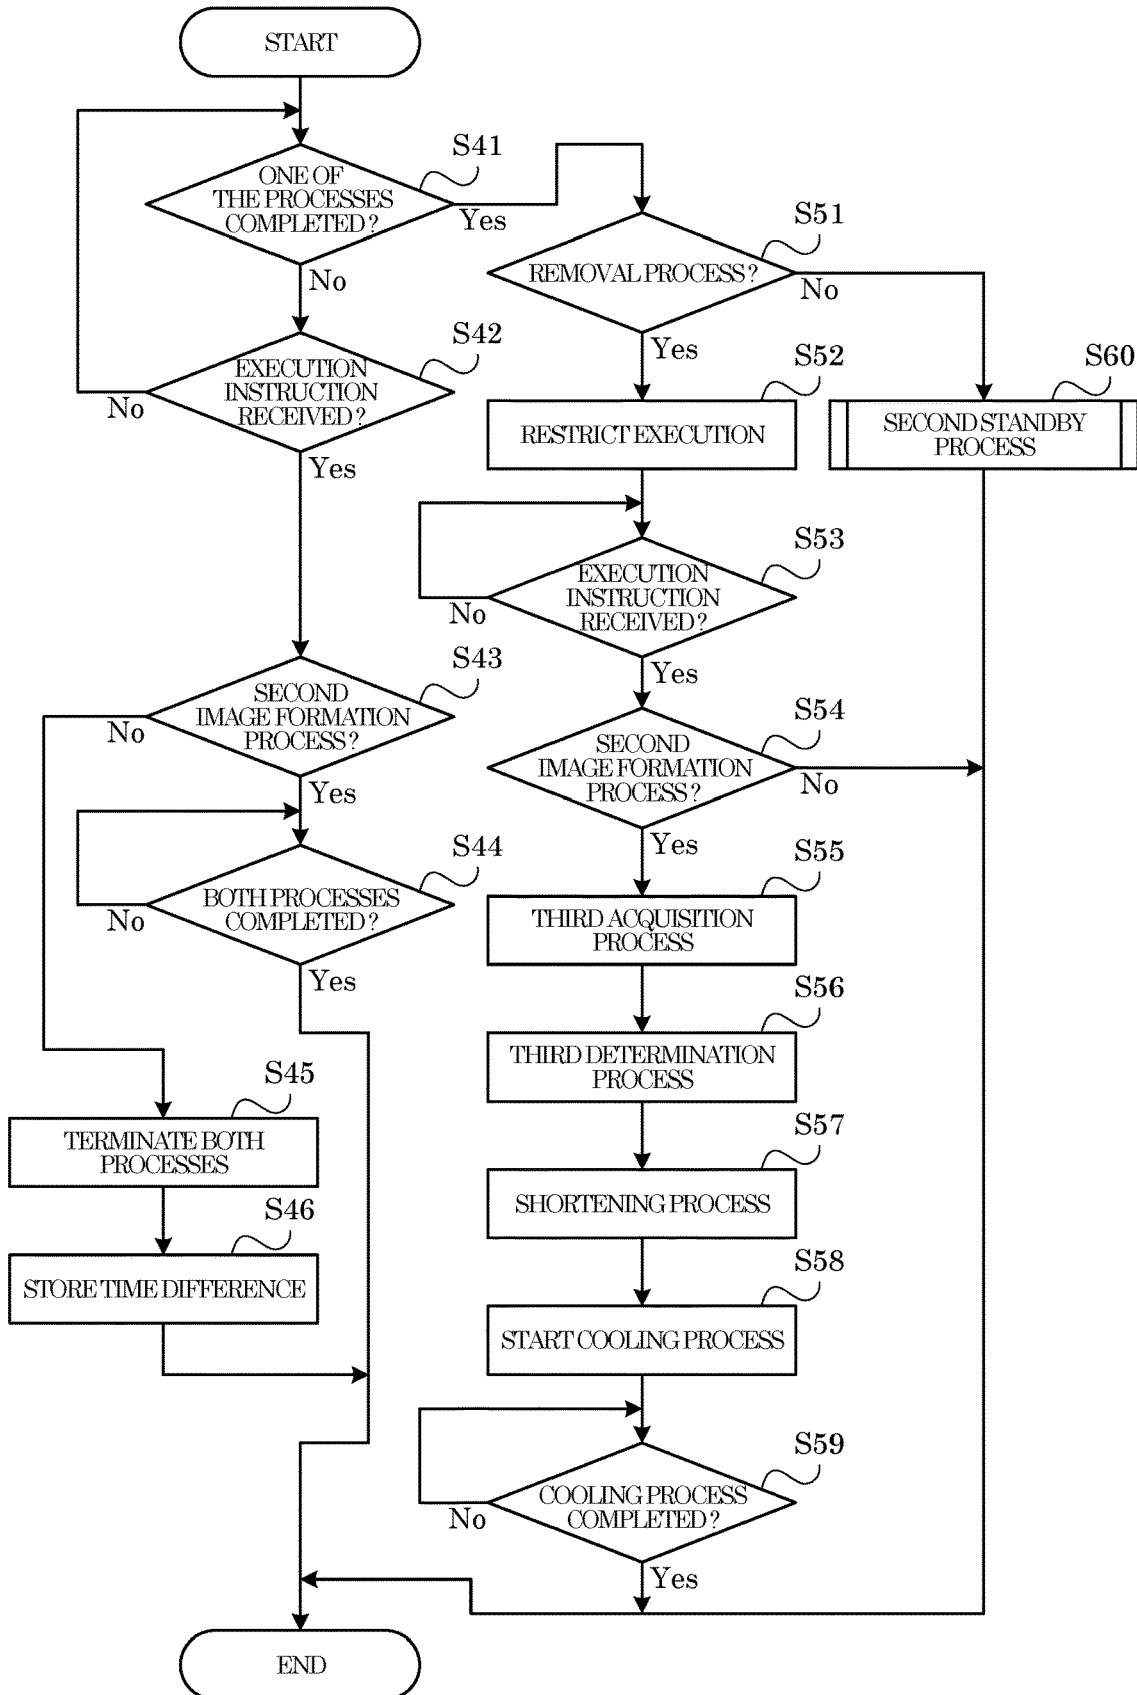 START
S41
ONE OF
THE PROCESSES
COMPLETED?
Yes
No
S42
EXECUTION
INSTRUCTION
RECEIVED?
No
Yes
S43
SECOND
IMAGE FORMATION
PROCESS?
No
Yes
S44
BOTH PROCESSES
COMPLETED?
No
Yes
S45
TERMINATE BOTH
PROCESSES
S46
STORE TIME DIFFERENCE
S51
REMOVAL PROCESS?
No
Yes
S52
RESTRICT EXECUTION
S60
SECOND STANDBY
PROCESS
S53
EXECUTION
INSTRUCTION
RECEIVED?
No
Yes
S54
SECOND
IMAGE FORMATION
PROCESS?
No
Yes
S55
THIRD ACQUISITION
PROCESS
S56
THIRD DETERMINATION
PROCESS
S57
SHORTENING PROCESS
S58
START COOLING PROCESS
S59
COOLING PROCESS
COMPLETED?
No
Yes
END